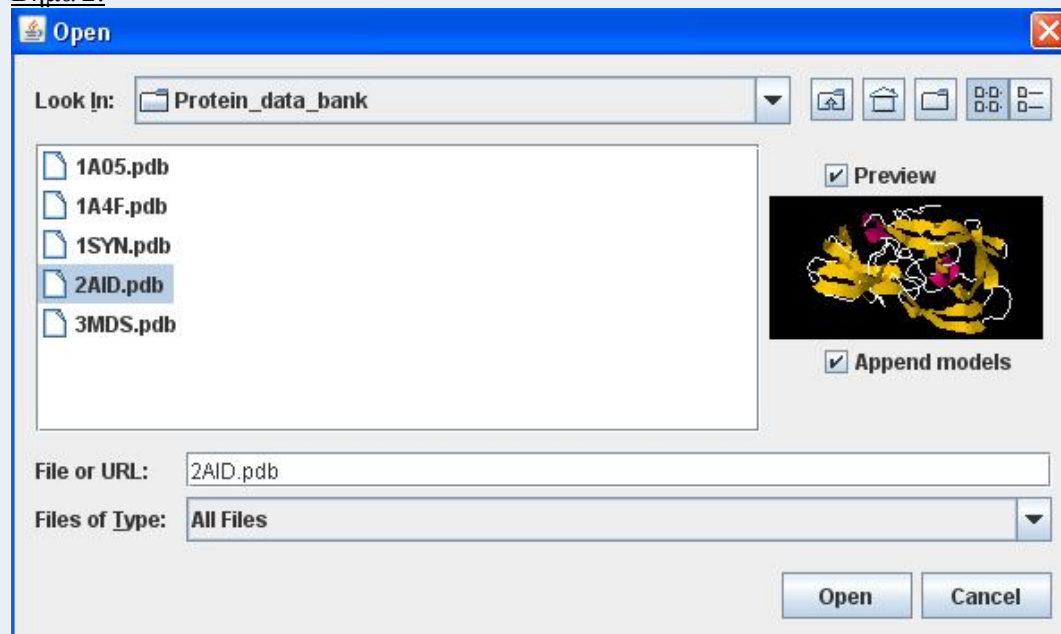 Open
Look In: Protein_data_bank
1A05.pdb
1A4F.pdb
1SYN.pdb
2AID.pdb
3MDS.pdb
Preview
Append models
File or URL: 2AID.pdb
Files of Type: All Files
Open Cancel